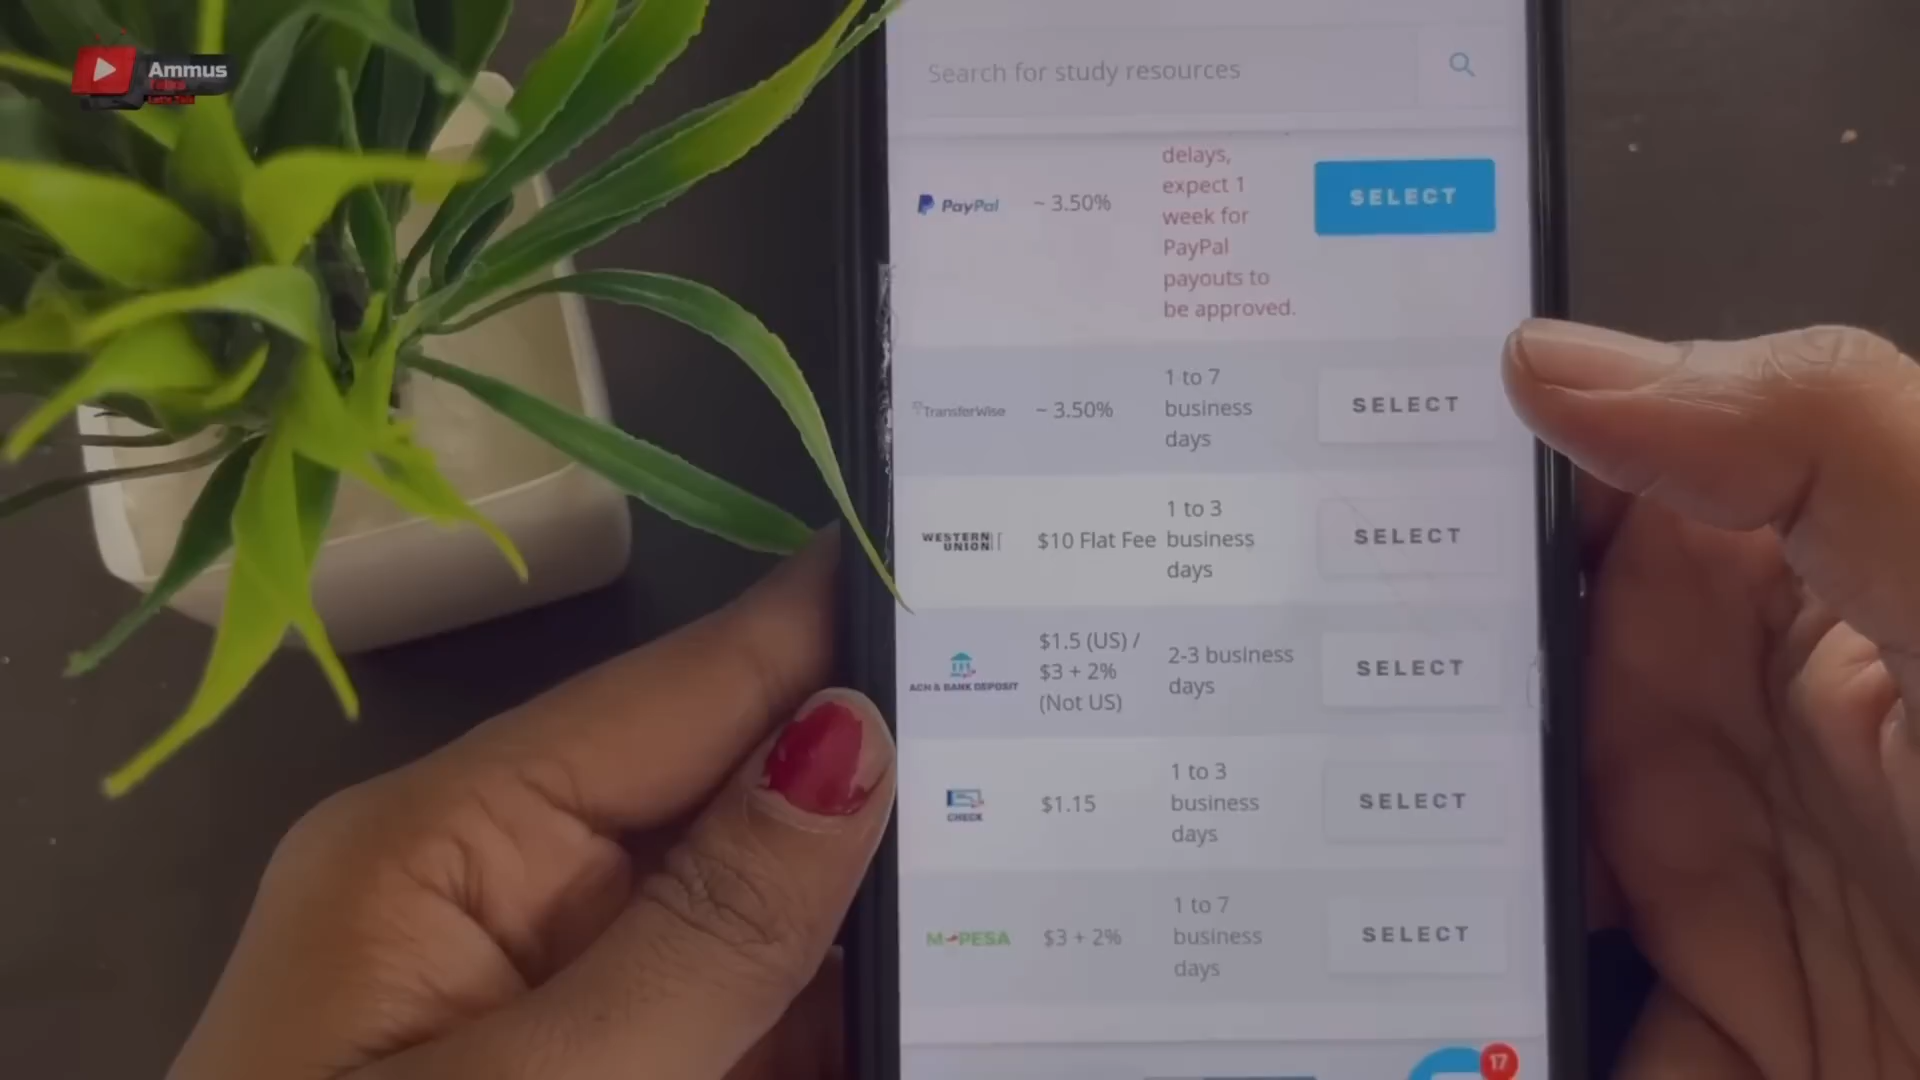 Ammus
Talks
Let's Talk
Search for study resources
PayPal
~ 3.50%
delays,
expect 1
week for
PayPal
payouts to
be approved.
SELECT
TransferWise
~ 3.50%
1 to 7
business
days
SELECT
WESTERN
UNION
$10 Flat Fee
1 to 3
business
days
SELECT
ACH & BANK DEPOSIT
$1.5 (US) /
$3 + 2%
(Not US)
2-3 business
days
SELECT
CHECK
$1.15
1 to 3
business
days
SELECT
M-PESA
$3 + 2%
1 to 7
business
days
SELECT
17